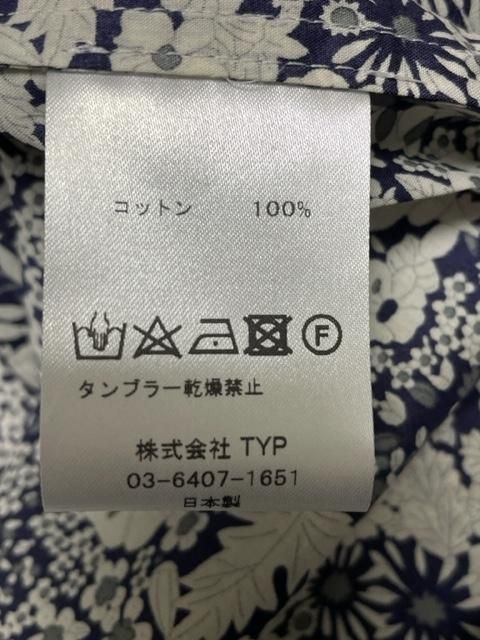 コットン 100%
F
タンブラー乾燥禁止
株式会社 TYP
03-6407-1651
日本製